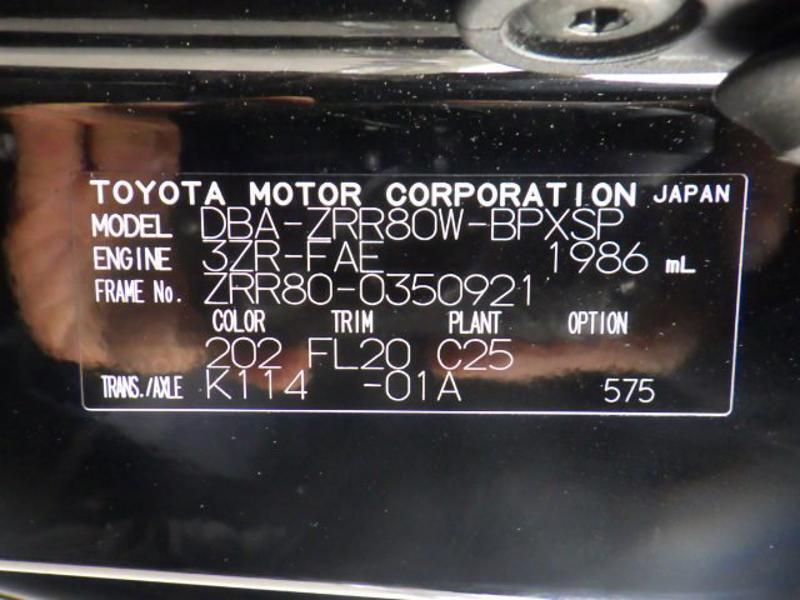 TOYOTA MOTOR CORPORATION JAPAN
MODEL DBA-ZRR80W-BPXSP
ENGINE 3ZR-FAE 1986 mL
FRAME No. ZRR80-0350921
COLOR TRIM PLANT OPTION
202 FL20 C25
TRANS./AXLE K114 -01A 575